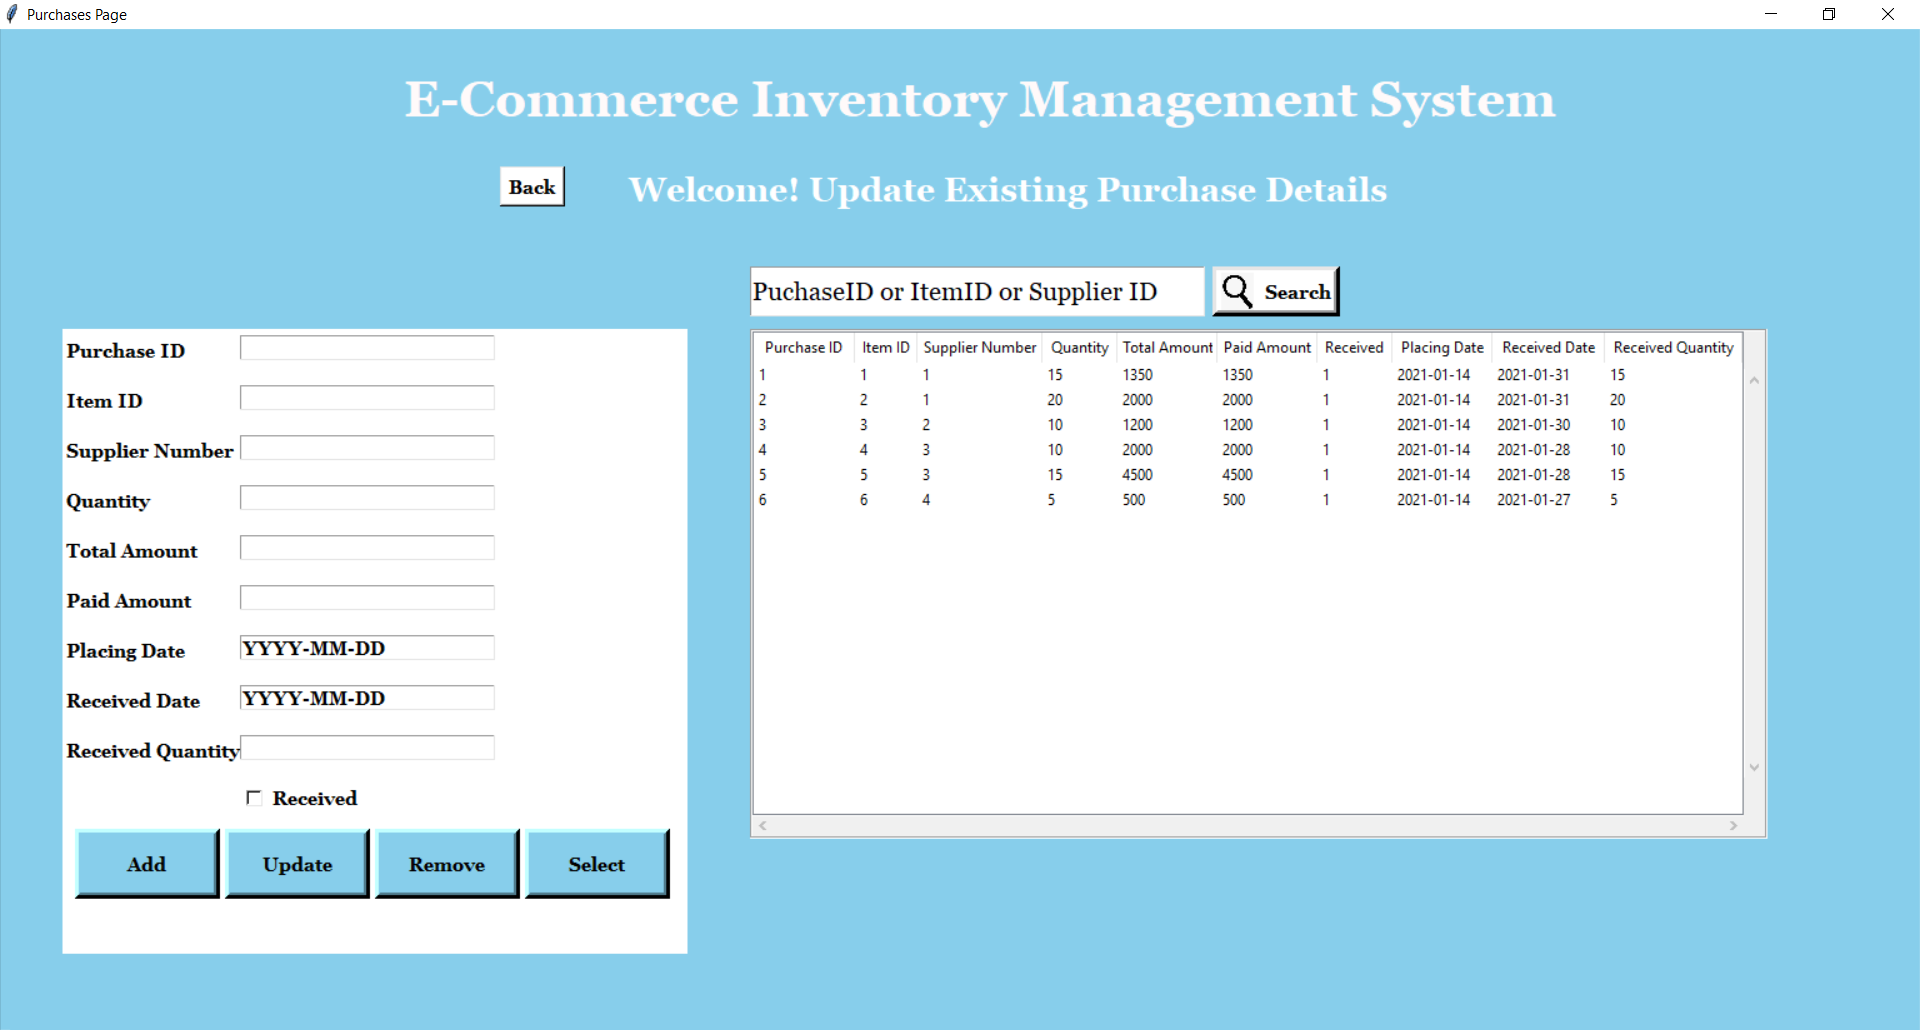 Purchases Page
E-Commerce Inventory Management System
Back
Welcome! Update Existing Purchase Details
PuchaseID or ItemID or Supplier ID
Search
Purchase ID
Item ID
Supplier Number
Quantity
Total Amount
Paid Amount
Placing Date YYYY-MM-DD
Received Date YYYY-MM-DD
Received Quantity
Received
Add Update Remove Select
Purchase ID Item ID Supplier Number Quantity Total Amount Paid Amount Received Placing Date Received Date Received Quantity
1 1 1 15 1350 1350 1 2021-01-14 2021-01-31 15
2 2 1 20 2000 2000 1 2021-01-14 2021-01-31 20
3 3 2 10 1200 1200 1 2021-01-14 2021-01-30 10
4 4 3 10 2000 2000 1 2021-01-14 2021-01-28 10
5 5 3 15 4500 4500 1 2021-01-14 2021-01-28 15
6 6 4 5 500 500 1 2021-01-14 2021-01-27 5